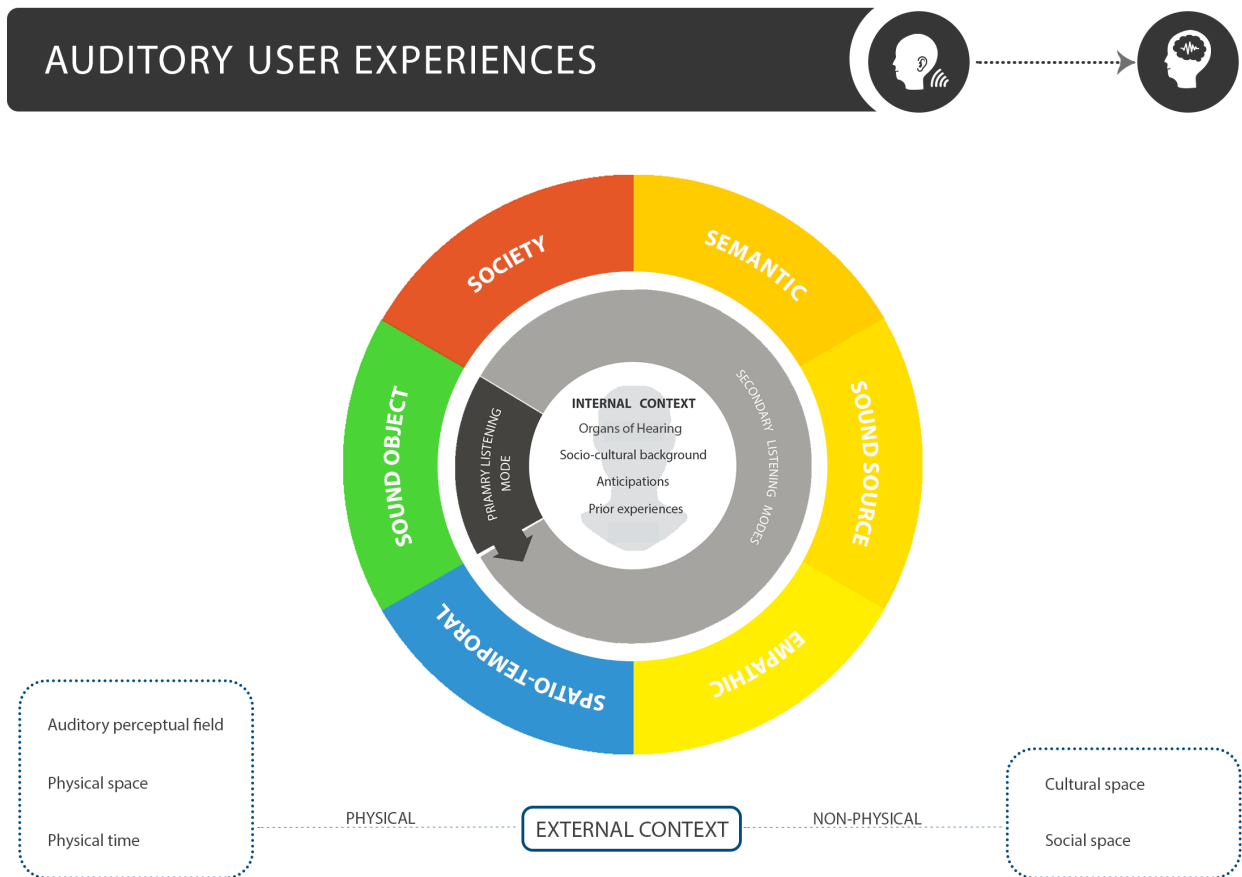 AUDITORY USER EXPERIENCES
SOCIETY
SEMANTIC
SOUND OBJECT
SOUND SOURCE
SPATIO-TEMPORAL
EMPATHIC
PRIAMRY LISTENING
MODE
SECONDARY LISTENING MODES
INTERNAL CONTEXT
Organs of Hearing
Socio-cultural background
Anticipations
Prior experiences
Auditory perceptual field
Physical space
Physical time
PHYSICAL
EXTERNAL CONTEXT
NON-PHYSICAL
Cultural space
Social space